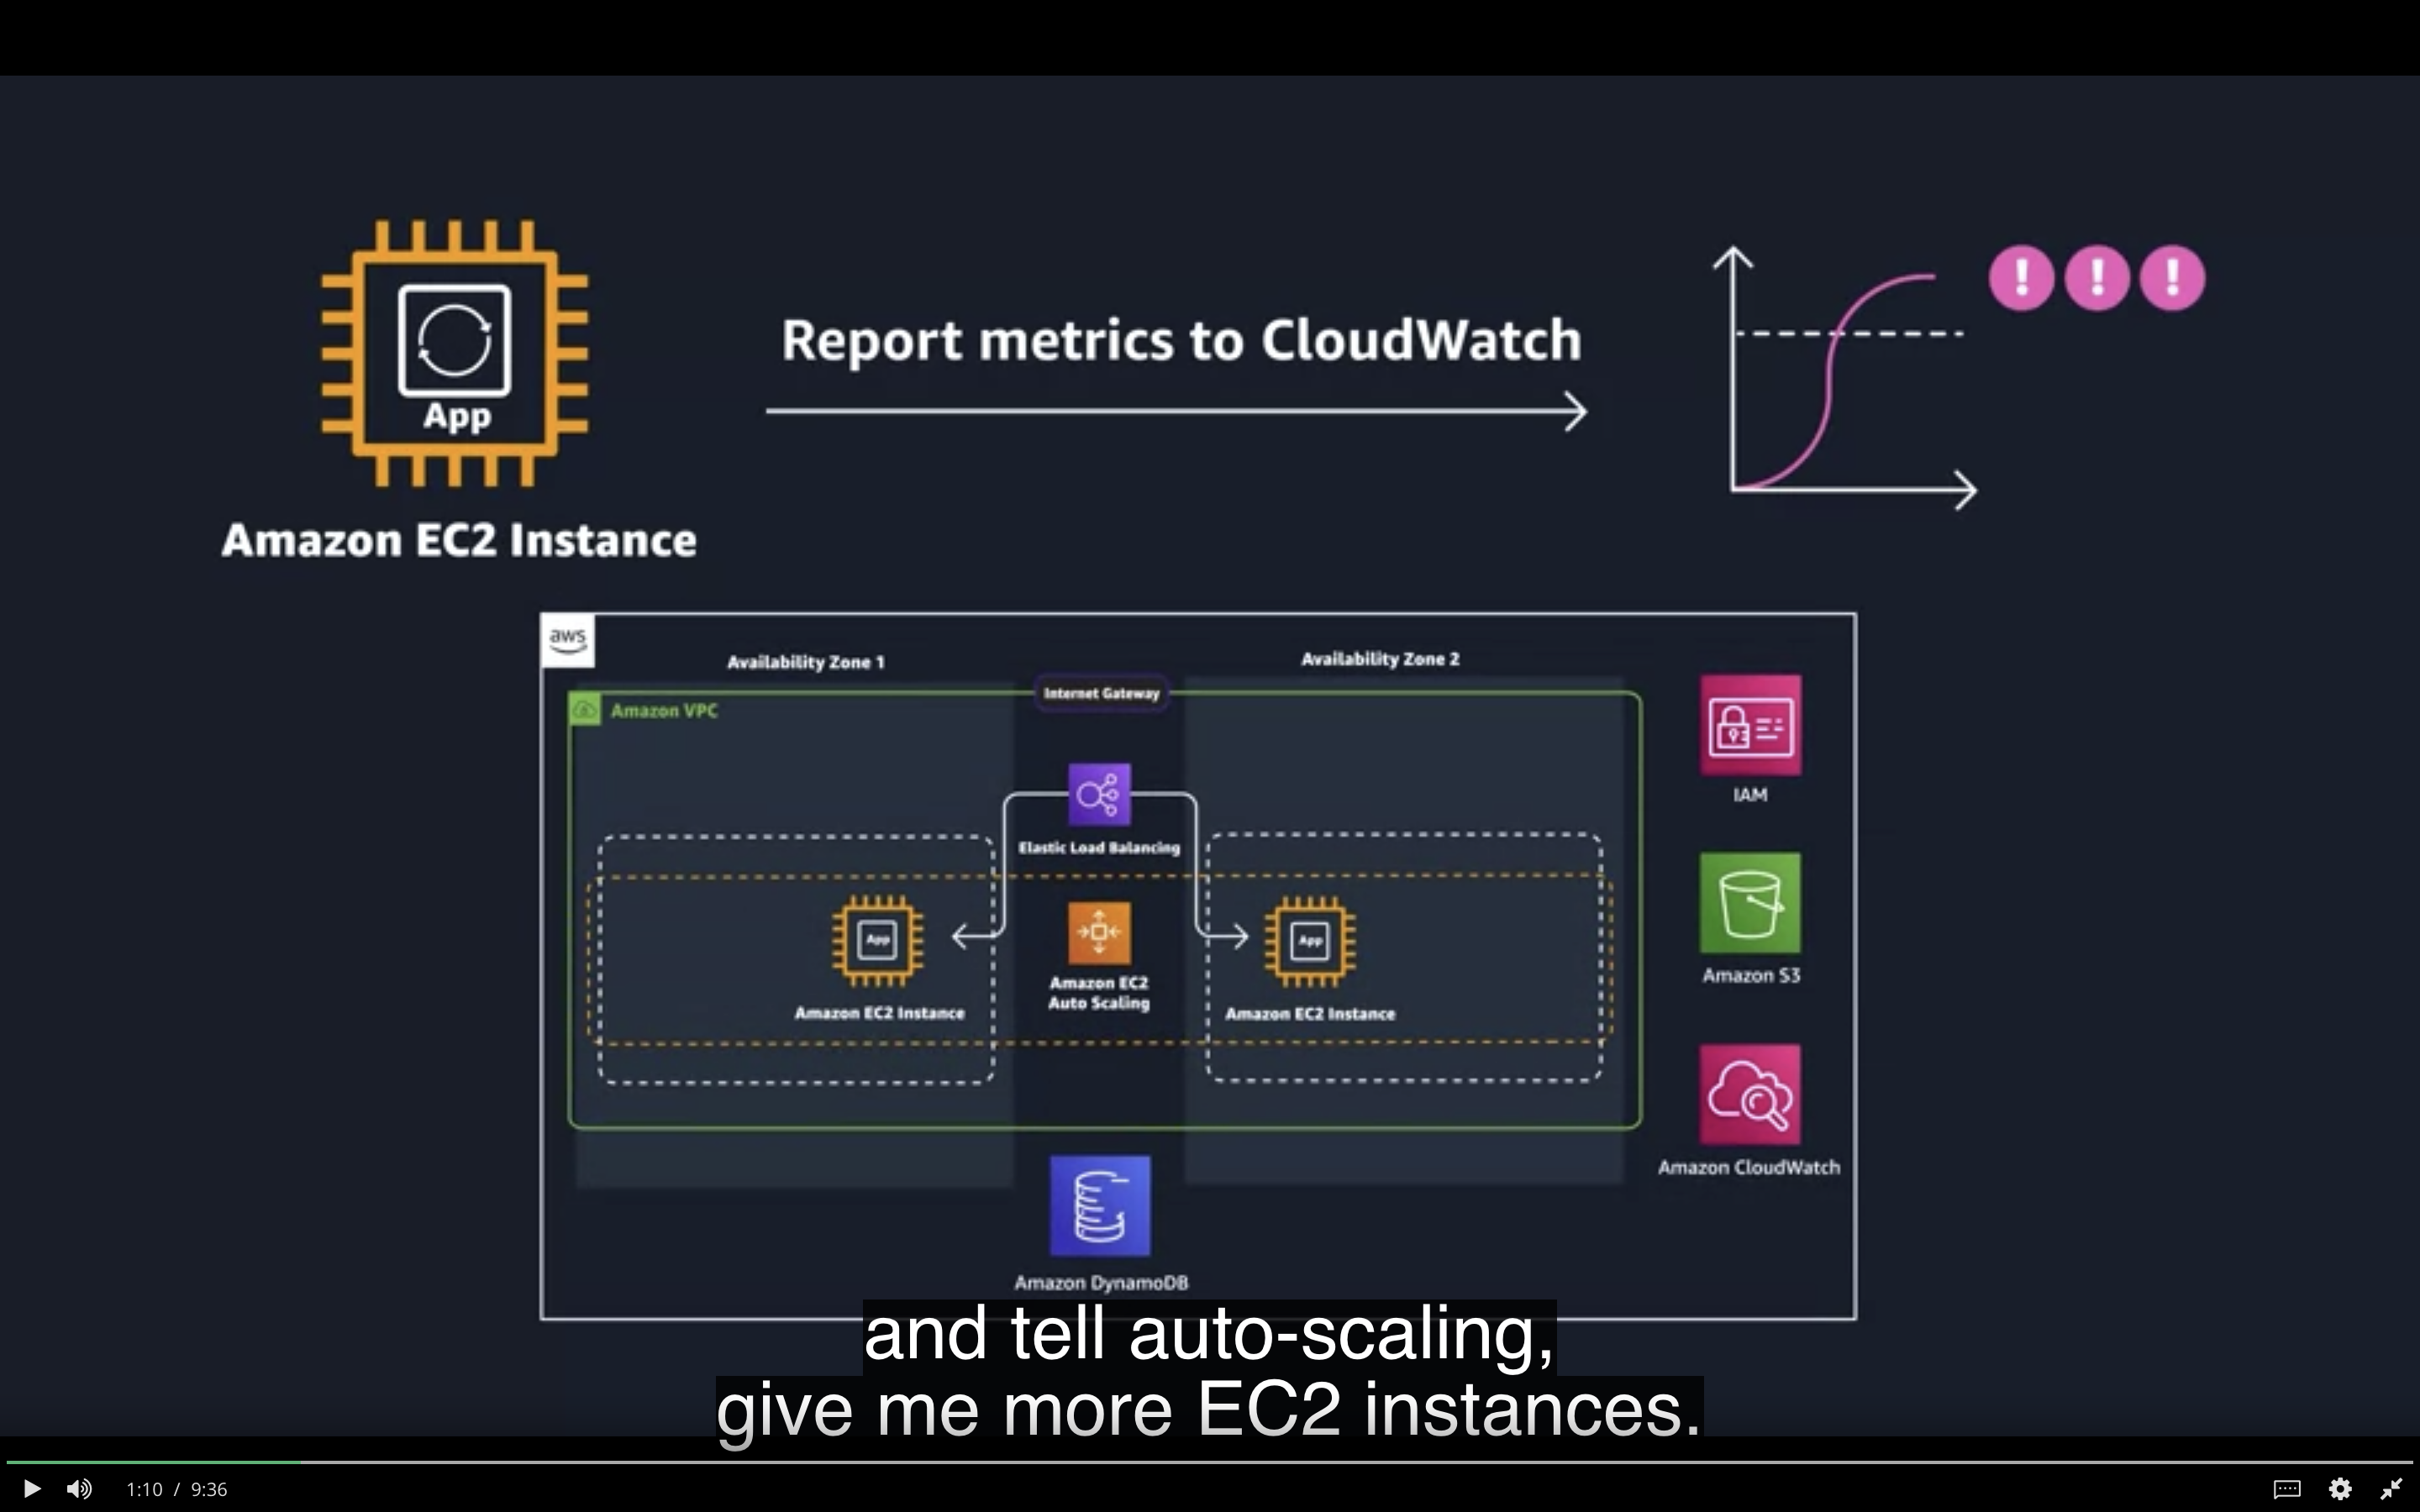 App
Report metrics to CloudWatch
! ! !
Amazon EC2 Instance
aws
Availability Zone 1
Availability Zone 2
Internet Gateway
Amazon VPC
IAM
Elastic Load Balancing
App
App
Amazon EC2
Auto Scaling
Amazon EC2 Instance
Amazon EC2 Instance
Amazon S3
Amazon CloudWatch
Amazon DynamoDB
and tell auto-scaling,
give me more EC2 instances.
1:10 / 9:36